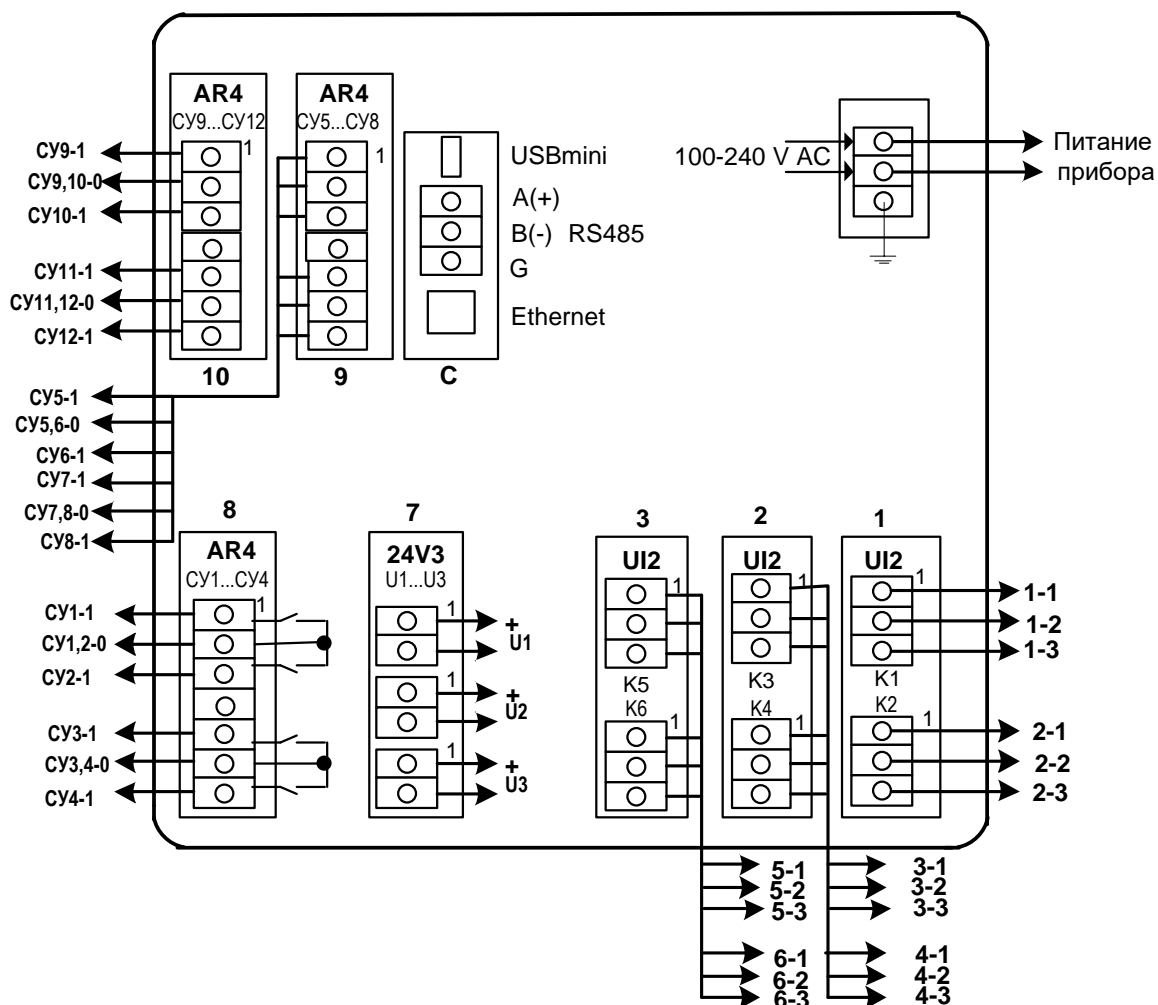 AR4
СУ9...СУ12
1
AR4
СУ5...СУ8
1
USBmini
A(+)
B(-) RS485
G
Ethernet
100-240 V AC
Питание
прибора
СУ9-1
СУ9,10-0
СУ10-1
СУ11-1
СУ11,12-0
СУ12-1
10
9
C
СУ5-1
СУ5,6-0
СУ6-1
СУ7-1
СУ7,8-0
СУ8-1
8
AR4
СУ1...СУ4
1
СУ1-1
СУ1,2-0
СУ2-1
СУ3-1
СУ3,4-0
СУ4-1
7
24V3
U1...U3
1
+
U1
1
+
U2
1
+
U3
3
UI2
1
K5
K6
1
2
UI2
1
K3
K4
1
1
UI2
1
K1
K2
1
1-1
1-2
1-3
2-1
2-2
2-3
5-1
5-2
5-3
6-1
6-2
6-3
3-1
3-2
3-3
4-1
4-2
4-3